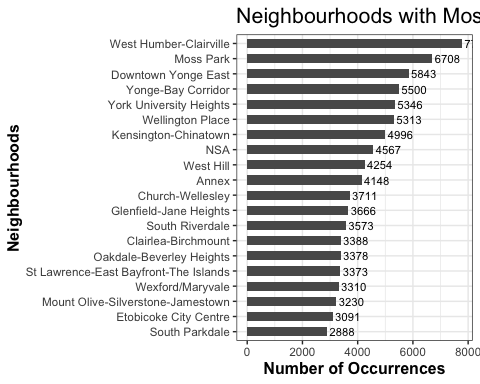 Neighbourhoods with Mos
Neighbourhoods
West Humber-Clairville
Moss Park 6708
Downtown Yonge East 5843
Yonge-Bay Corridor 5500
York University Heights 5346
Wellington Place 5313
Kensington-Chinatown 4996
NSA 4567
West Hill 4254
Annex 4148
Church-Wellesley 3711
Glenfield-Jane Heights 3666
South Riverdale 3573
Clairlea-Birchmount 3388
Oakdale-Beverley Heights 3378
St Lawrence-East Bayfront-The Islands 3373
Wexford/Maryvale 3310
Mount Olive-Silverstone-Jamestown 3230
Etobicoke City Centre 3091
South Parkdale 2888
0 2000 4000 6000 8000
Number of Occurrences